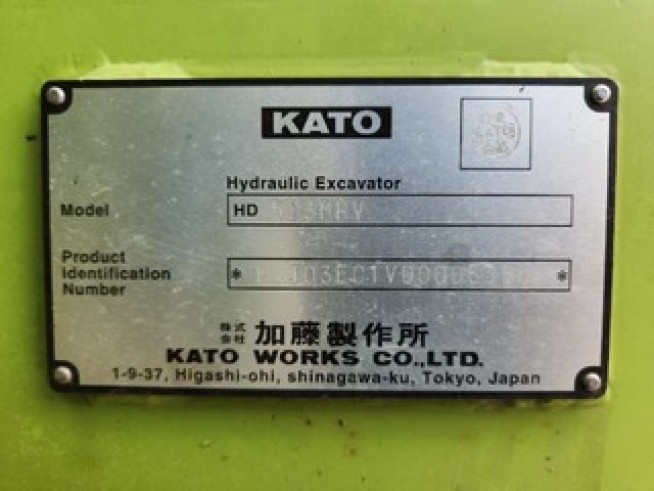 KATO
Hydraulic Excavator
Model HD 513MRV
Product
Identification
Number
株式
会社 加藤製作所
KATO WORKS CO.,LTD.
1-9-37, Higashi-ohi, shinagawa-ku, Tokyo, Japan